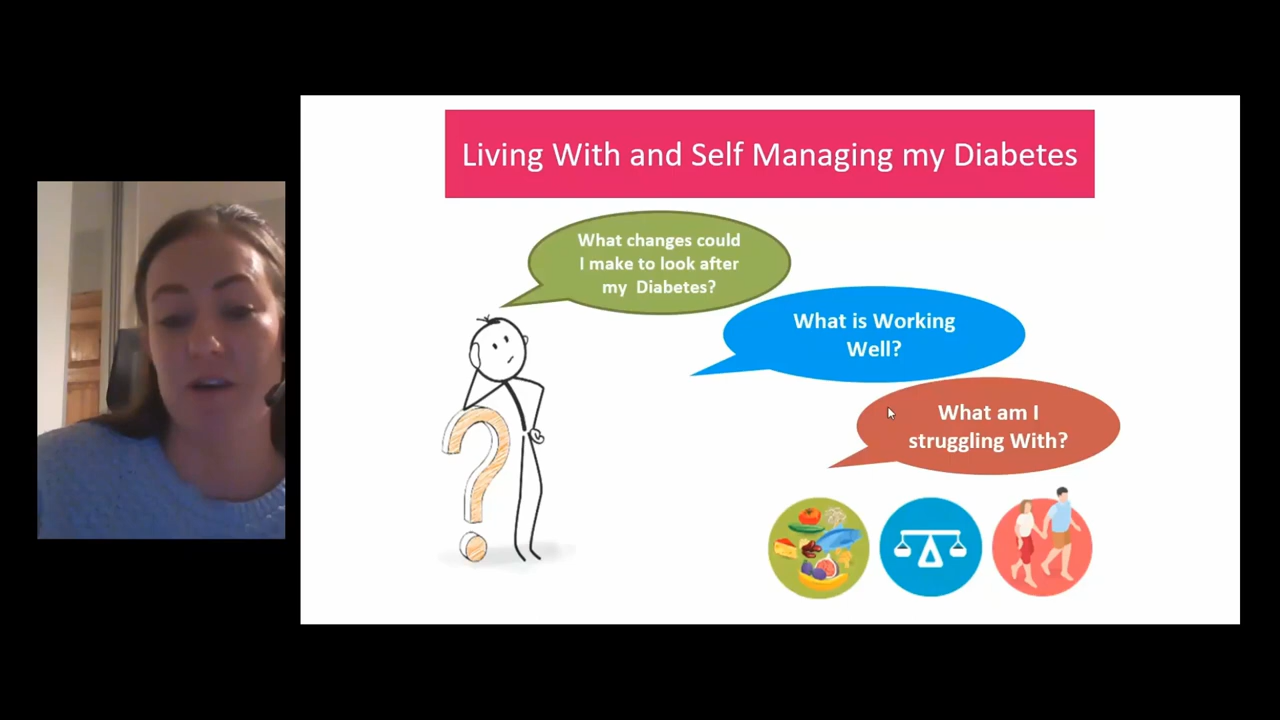 Living With and Self Managing my Diabetes
What changes could
I make to look after
my Diabetes?
What is Working
Well?
What am I
struggling With?